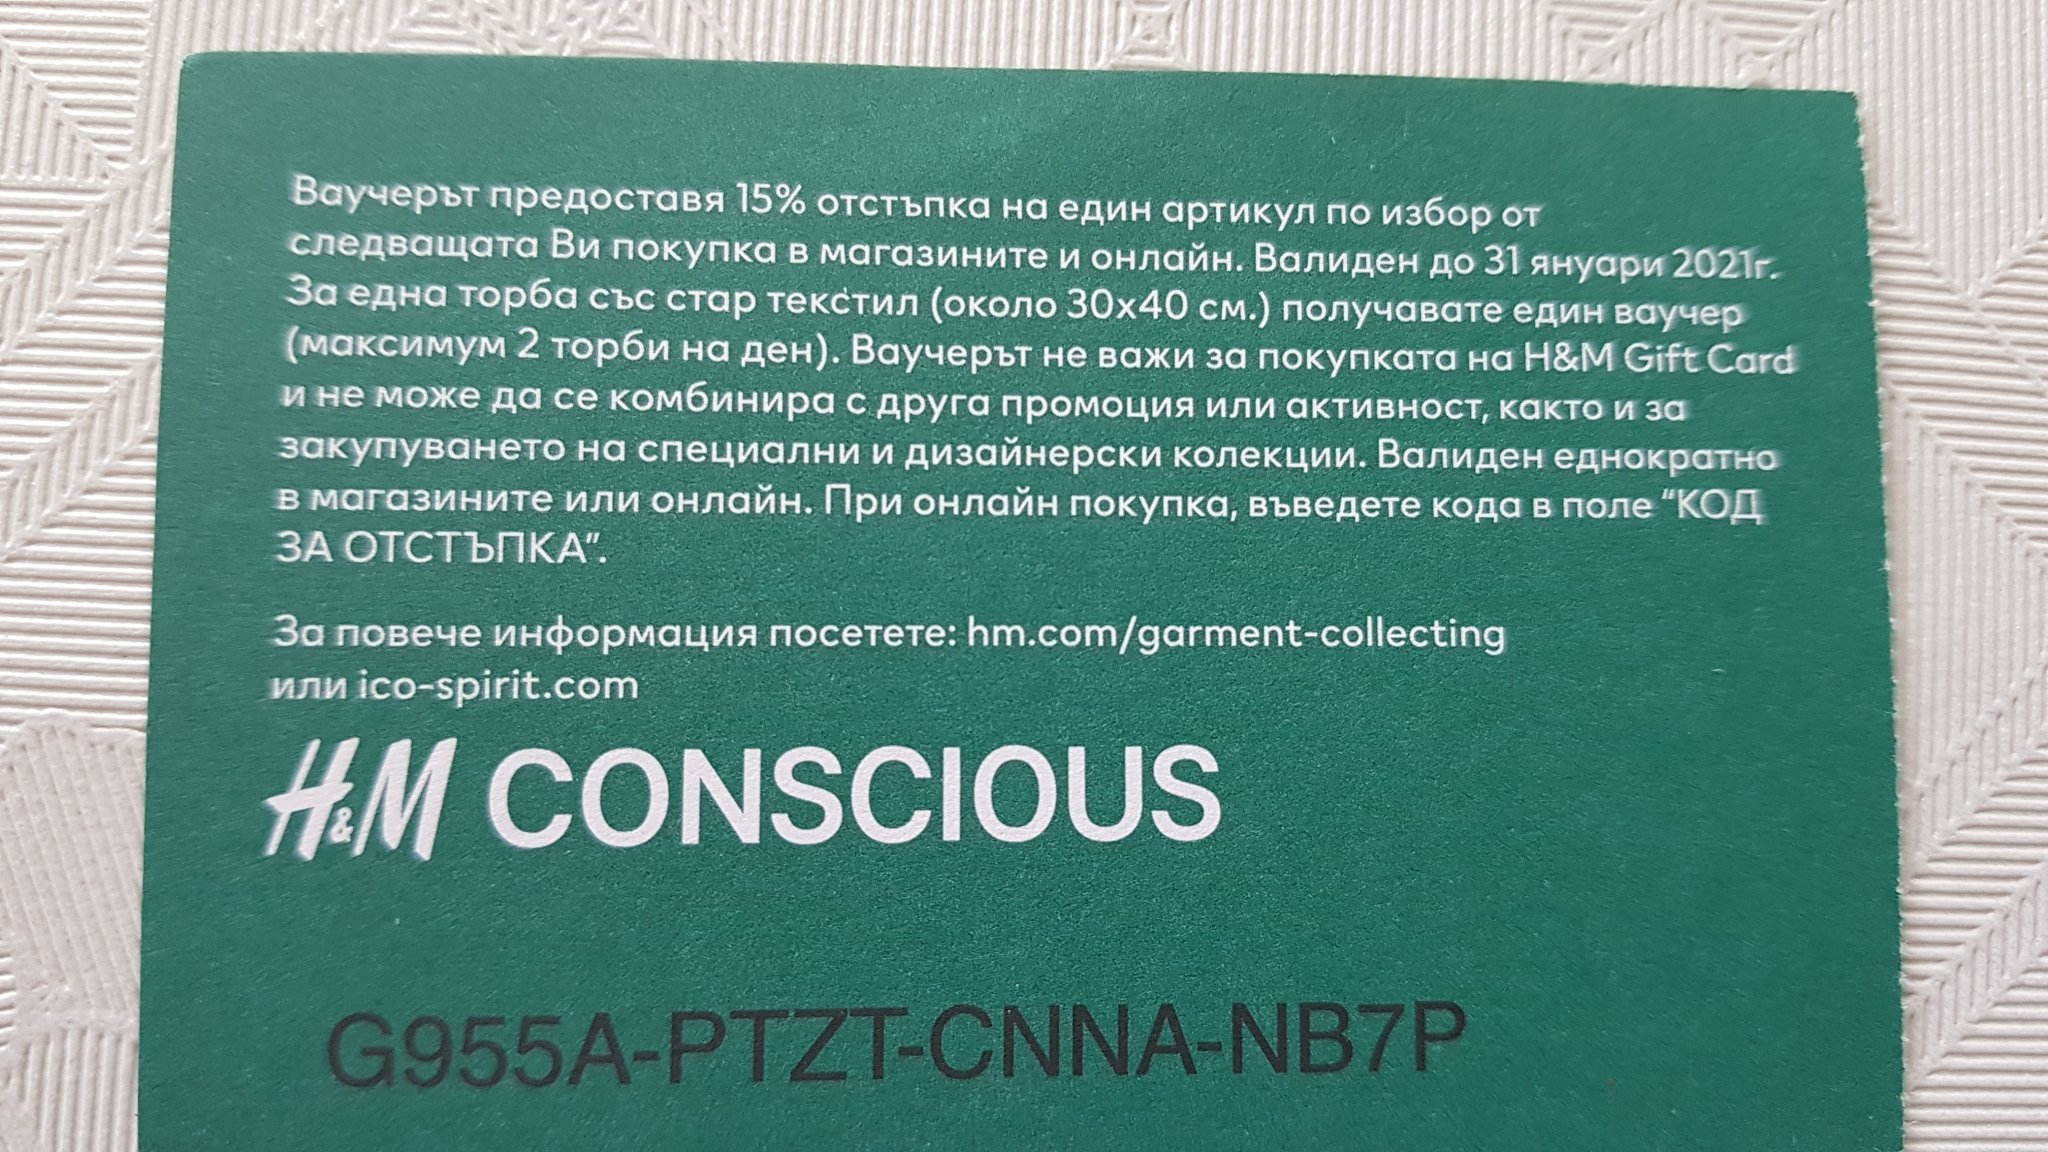 Ваучерът предоставя 15% отстъпка на един артикул по избор от
следващата Ви покупка в магазините и онлайн. Валиден до 31 януари 2021г.
За една торба със стар текстил (около 30х40 см.) получавате един ваучер
(максимум 2 торби на ден). Ваучерът не важи за покупката на H&M Gift Card
и не може да се комбинира с друга промоция или активност, както и за
закупуването на специални и дизайнерски колекции. Валиден еднократно
в магазините или онлайн. При онлайн покупка, въведете кода в поле “КОД
ЗА ОТСТЪПКА”.
За повече информация посетете: hm.com/garment-collecting
или ico-spirit.com
H&M CONSCIOUS
G955A-PTZT-CNNA-NB7P